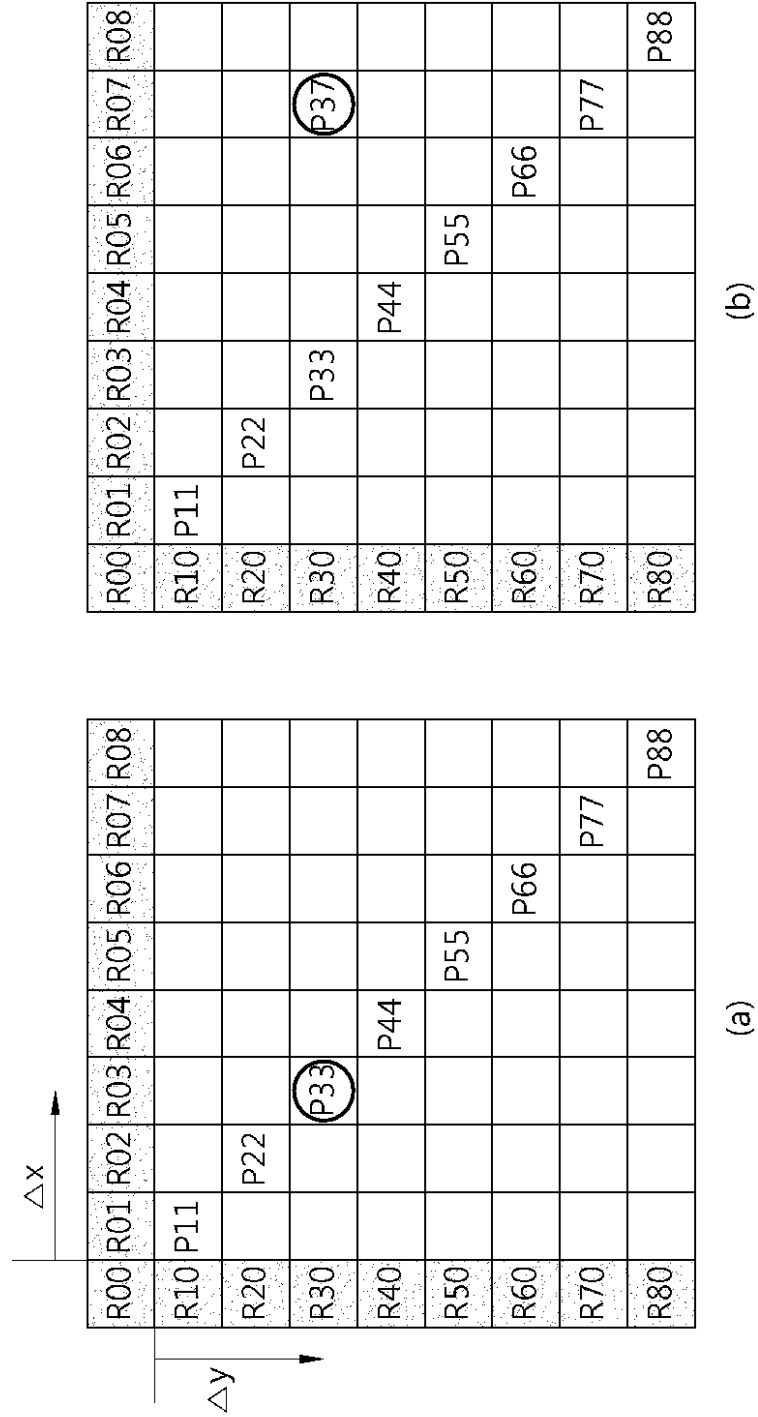 △x
△y
R00 R01 R02 R03 R04 R05 R06 R07 R08
R10 P11
R20 P22
R30 P33
R40 P44
R50 P55
R60 P66
R70 P77
R80 P88
(a)
R00 R01 R02 R03 R04 R05 R06 R07 R08
R10 P11
R20 P22
R30 P33 P37
R40 P44
R50 P55
R60 P66
R70 P77
R80 P88
(b)